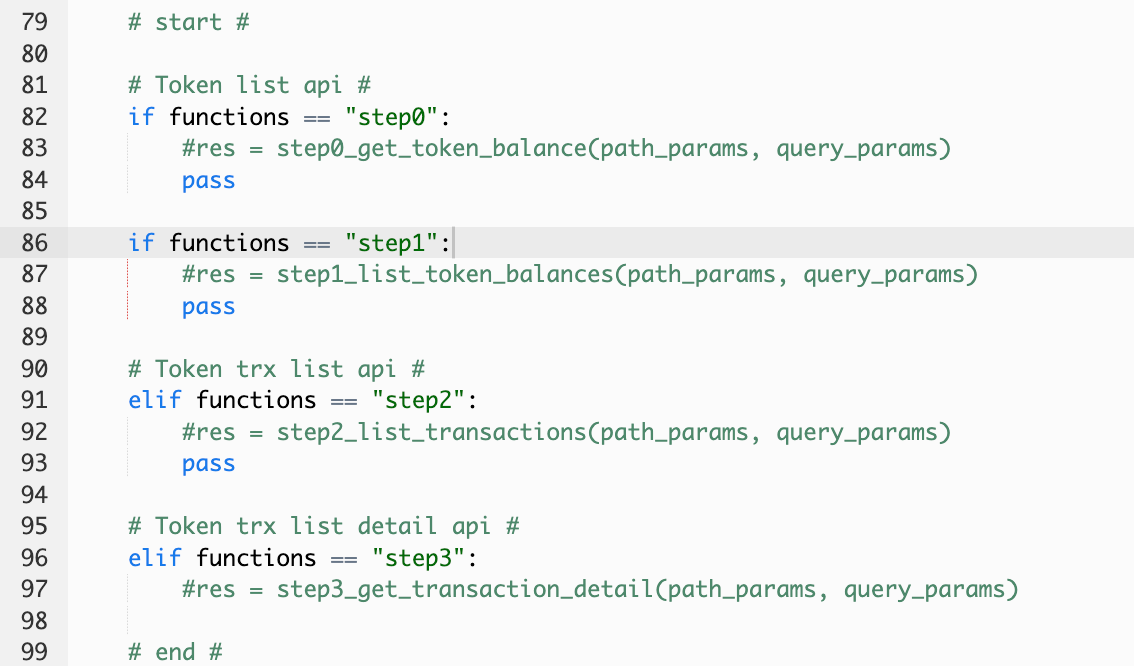 79 # start #
80
81 # Token list api #
82 if functions == "step0":
83 #res = step0_get_token_balance(path_params, query_params)
84 pass
85
86 if functions == "step1":
87 #res = step1_list_token_balances(path_params, query_params)
88 pass
89
90 # Token trx list api #
91 elif functions == "step2":
92 #res = step2_list_transactions(path_params, query_params)
93 pass
94
95 # Token trx list detail api #
96 elif functions == "step3":
97 #res = step3_get_transaction_detail(path_params, query_params)
98
99 # end #